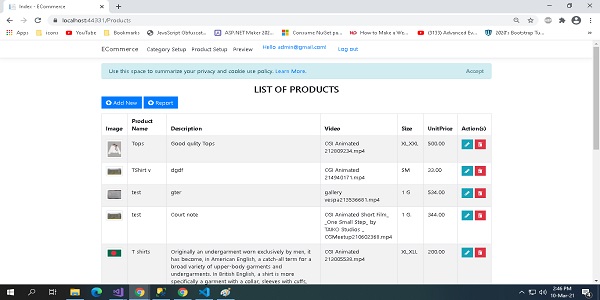 Index - ECommerce
localhost:44331/Products
Apps icons YouTube Bookmarks JavaScript Obfuscat... ASP.NET Maker 202... Consume NuGet pa... How to Make a We... (3133) Advanced Ev... 2020's Bootstrap Tu...
ECommerce Category Setup Product Setup Preview Hello admin@gmail.com! Log out
Use this space to summarize your privacy and cookie use policy. Learn More. Accept
LIST OF PRODUCTS
Add New Report
Image Product Name Description Video Size UnitPrice Action(s)
Tops Good qulity Tops CGI Animated XL,XXL 500.00
212809234.mp4
TShirt v dgdf CGI Animated SM 33.00
214940171.mp4
test gter gallery 1 G 534.00
vespa213836681.mp4
test Court note CGI Animated Short Film_ 1 G 344.00
_One Small Step_ by
TAIKO Studios _
CGMeetup210602368.mp4
T shirts Originally an undergarment worn exclusively by men, it CGI Animated XL,XLL 200.00
has become, in American English, a catch-all term for a 213005539.mp4
broad variety of upper-body garments and
undergarments. In British English, a shirt is more
specifically a garment with a collar, sleeves with cuffs,
2:46 PM
10-Mar-21